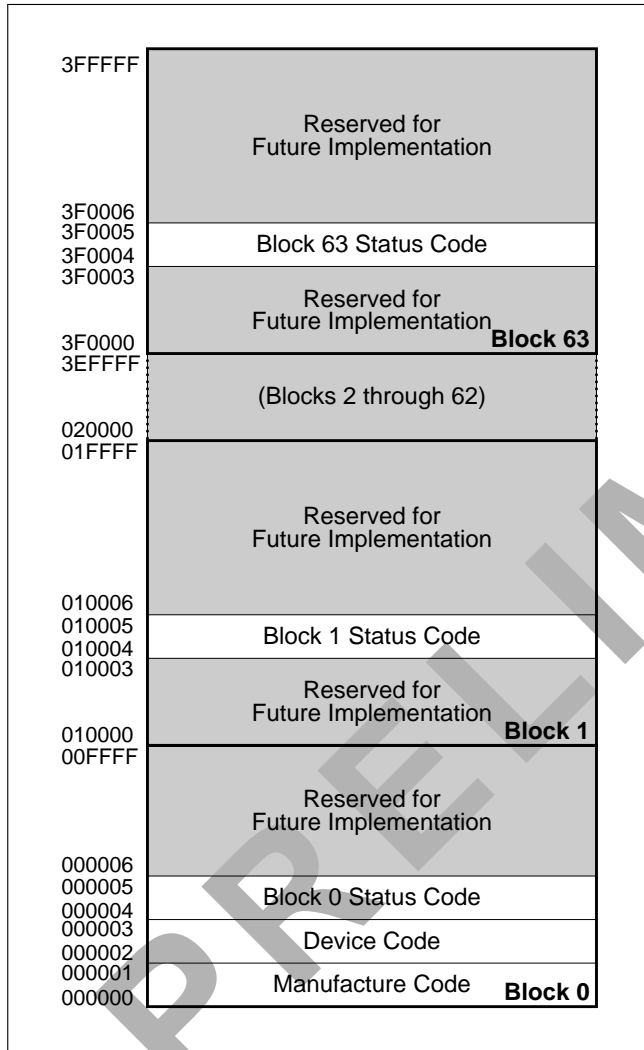 3FFFFF
Reserved for
Future Implementation
3F0006
3F0005
Block 63 Status Code
3F0004
3F0003
Reserved for
Future Implementation
Block 63
3F0000
3EFFFF
(Blocks 2 through 62)
020000
01FFFF
Reserved for
Future Implementation
010006
010005
Block 1 Status Code
010004
010003
Reserved for
Future Implementation
Block 1
010000
00FFFF
Reserved for
Future Implementation
000006
000005
Block 0 Status Code
000004
000003
Device Code
000002
000001
Manufacture Code
Block 0
000000
PRELIM